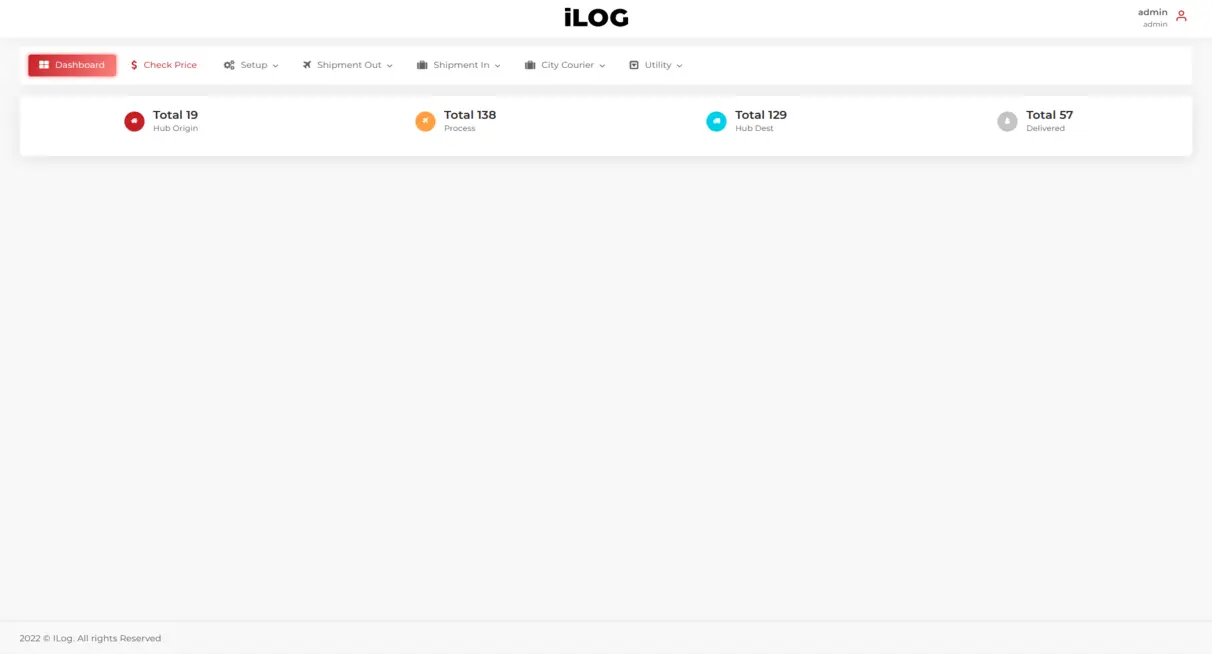 iLOG
admin
admin
Dashboard
Check Price
Setup
Shipment Out
Shipment In
City Courier
Utility
Total 19
Hub Origin
Total 138
Process
Total 129
Hub Dest
Total 57
Delivered
2022 © ILog. All rights Reserved